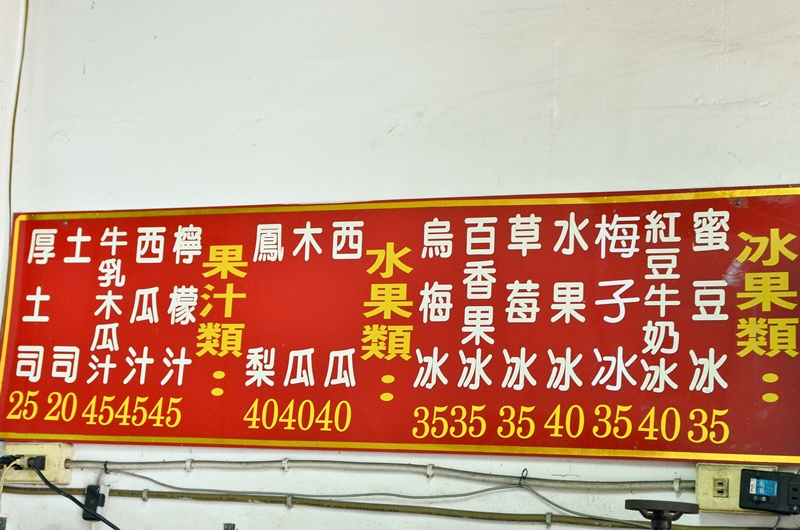 冰果類：
蜜豆冰 35
紅豆牛奶冰 40
梅子冰 35
水果冰 40
草莓冰 35
百香果冰 35
烏梅冰 35
水果類：
西瓜 40
木瓜 40
鳳梨 40
果汁類：
檸檬汁 45
西瓜汁 45
牛乳木瓜汁 45
土司 20
厚土司 25